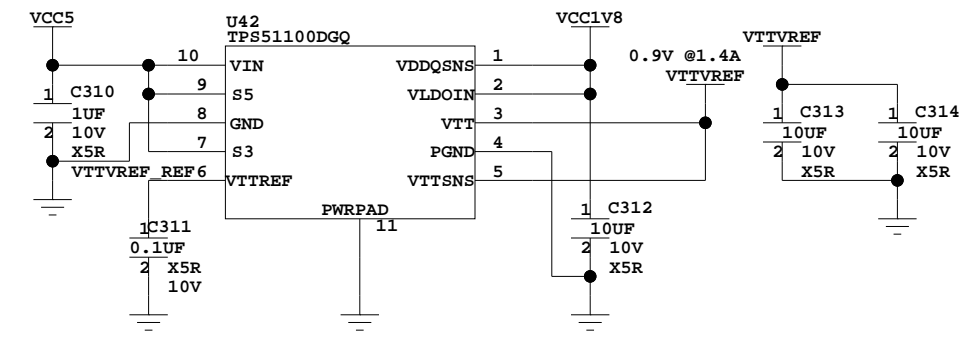 VCC5
U42
TPS51100DGQ
VCC1V8
0.9V @1.4A
VTTVREF
VTTVREF
10
VIN
VDDQSNS
1
9
S5
VLDOIN
2
8
GND
VTT
3
7
S3
PGND
4
VTTVREF_REF
6
VTTREF
VTTSNS
5
PWRPAD
11
1
C310
1UF
2
10V
X5R
1
C311
0.1UF
2
X5R
10V
1
C312
10UF
2
10V
X5R
1
C313
10UF
2
10V
X5R
1
C314
10UF
2
10V
X5R